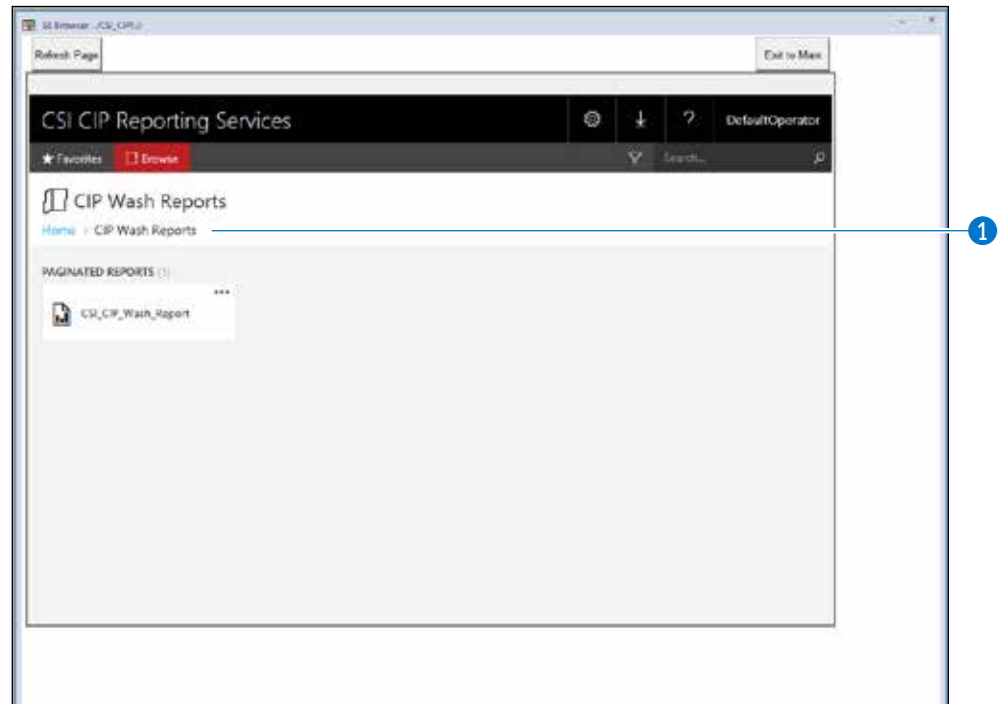 Refresh Page
Exit to Main
CSI CIP Reporting Services
DefaultOperator
Favorites
Browse
Search...
CIP Wash Reports
Home > CIP Wash Reports
1
PAGINATED REPORTS (1)
CSI_CIP_Wash_Report